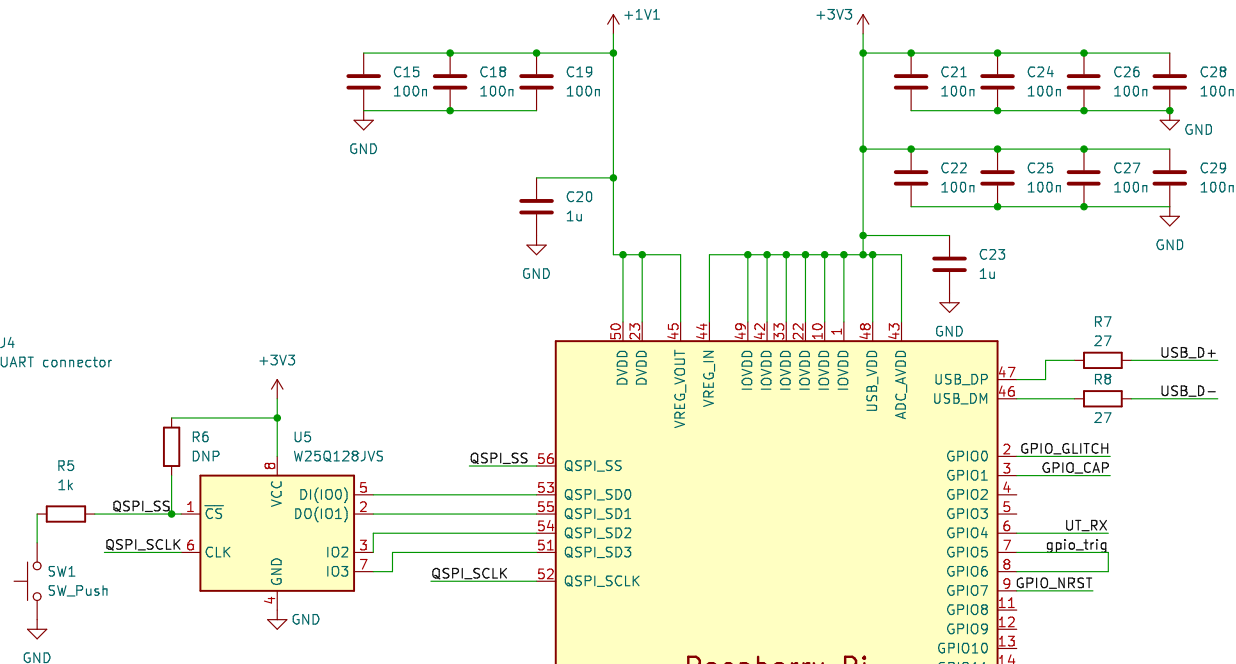 +1V1
+3V3
C15
100n
C18
100n
C19
100n
C21
100n
C24
100n
C26
100n
C28
100n
GND
GND
C22
100n
C25
100n
C27
100n
C29
100n
C20
1u
GND
GND
C23
1u
GND
50
23
45
44
49
42
33
22
10
1
48
43
DVDD
DVDD
VREG_VOUT
VREG_IN
IOVDD
IOVDD
IOVDD
IOVDD
IOVDD
IOVDD
USB_VDD
ADC_AVDD
J4
UART connector
+3V3
R6
DNP
U5
W25Q128JVS
R5
1k
QSPI_SS
1
CS
8
VCC
DI(IO0)
5
DO(IO1)
2
QSPI_SCLK
6
CLK
IO2
3
IO3
7
GND
4
GND
SW1
SW_Push
GND
QSPI_SS
56
QSPI_SS
53
QSPI_SD0
55
QSPI_SD1
54
QSPI_SD2
51
QSPI_SD3
QSPI_SCLK
52
QSPI_SCLK
R7
27
USB_D+
USB_DP
47
R8
27
USB_D-
USB_DM
46
GPIO0
2
GPIO_GLITCH
GPIO1
3
GPIO_CAP
GPIO2
4
GPIO3
5
GPIO4
6
UT_RX
GPIO5
7
gpio_trig
GPIO6
8
GPIO7
9
GPIO_NRST
GPIO8
11
GPIO9
12
GPIO10
13
14
Raspberry Pi